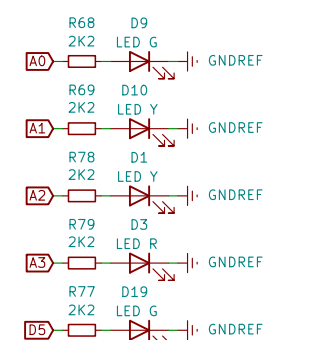 R68 D9
2K2 LED G
A0 GNDREF
R69 D10
2K2 LED Y
A1 GNDREF
R78 D1
2K2 LED Y
A2 GNDREF
R79 D3
2K2 LED R
A3 GNDREF
R77 D19
2K2 LED G
D5 GNDREF